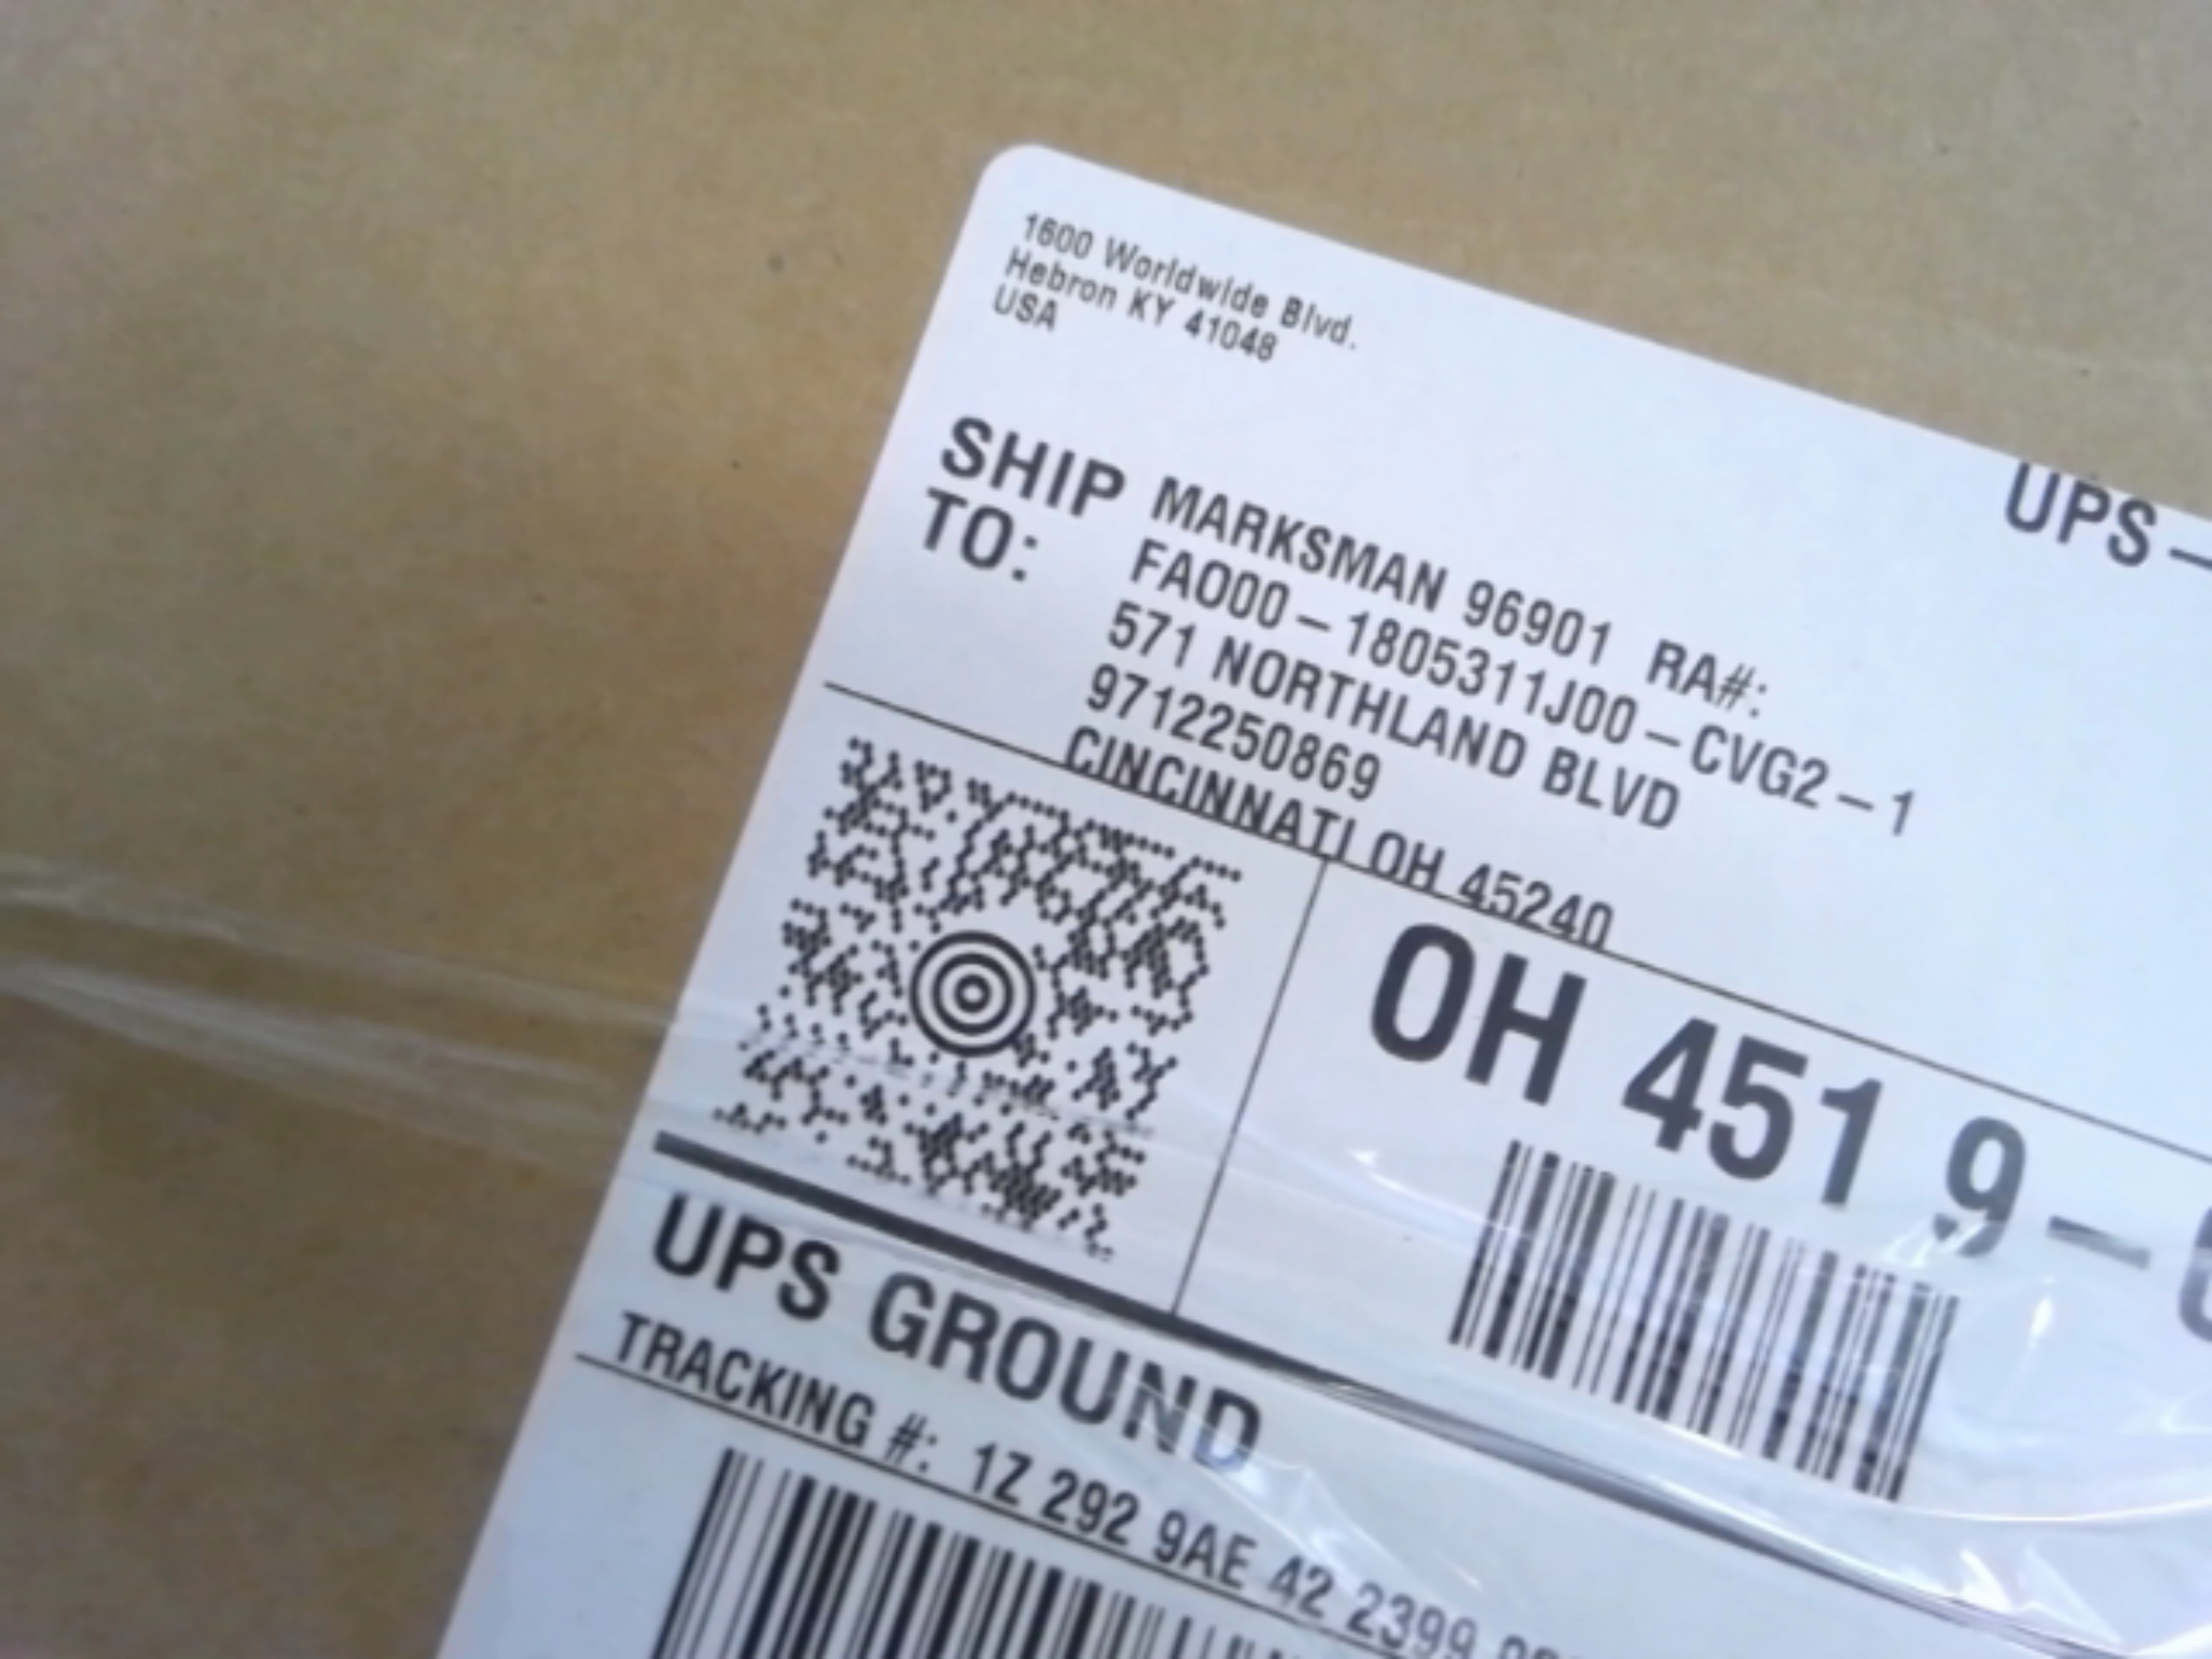 1600 Worldwide Blvd.
Hebron KY 41048
USA
UPS –
SHIP TO:
MARKSMAN 96901 RA#:
FAO00 – 1805311J00 – CVG2 – 1
571 NORTHLAND BLVD
9712250869
CINCINNATI OH 45240
OH 451 9 –
UPS GROUND
TRACKING #: 1Z 292 9AE 42 2399